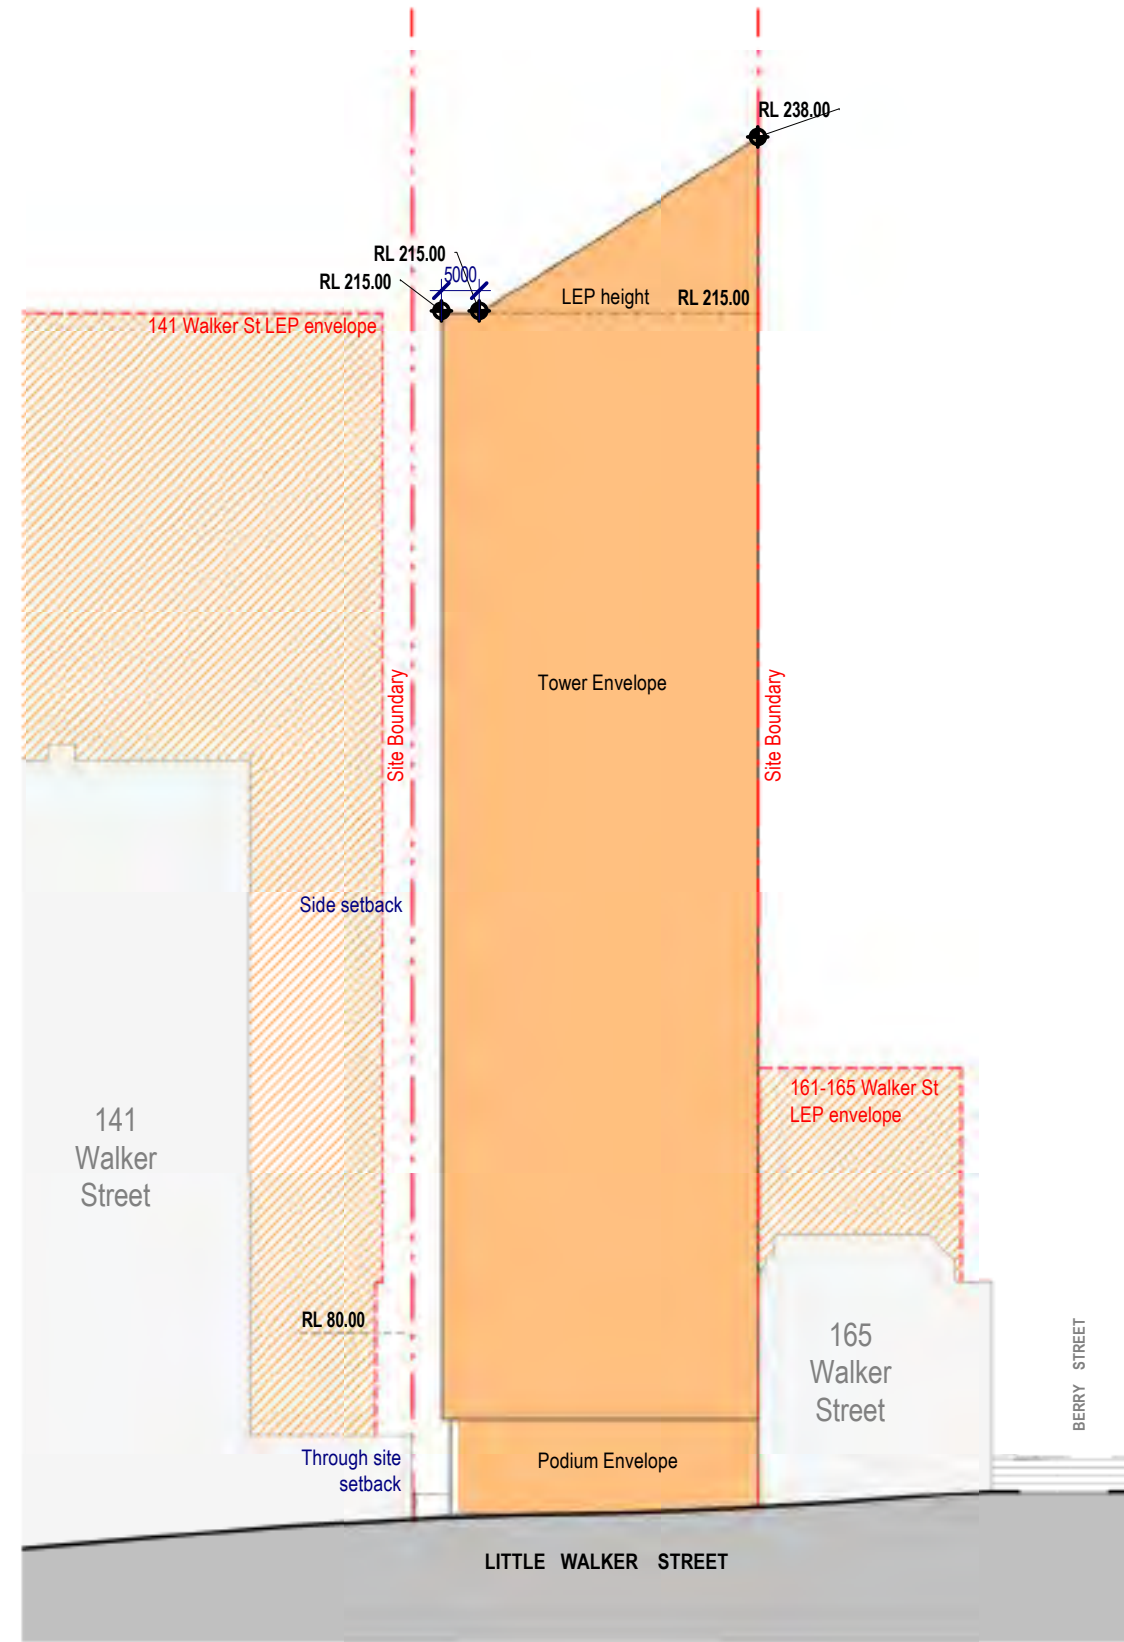 RL 238.00
RL 215.00
5000
RL 215.00
LEP height RL 215.00
141 Walker St LEP envelope
Tower Envelope
Site Boundary
Site Boundary
Side setback
161-165 Walker St
LEP envelope
141
Walker
Street
RL 80.00
165
Walker
Street
BERRY STREET
Through site
setback
Podium Envelope
LITTLE WALKER STREET